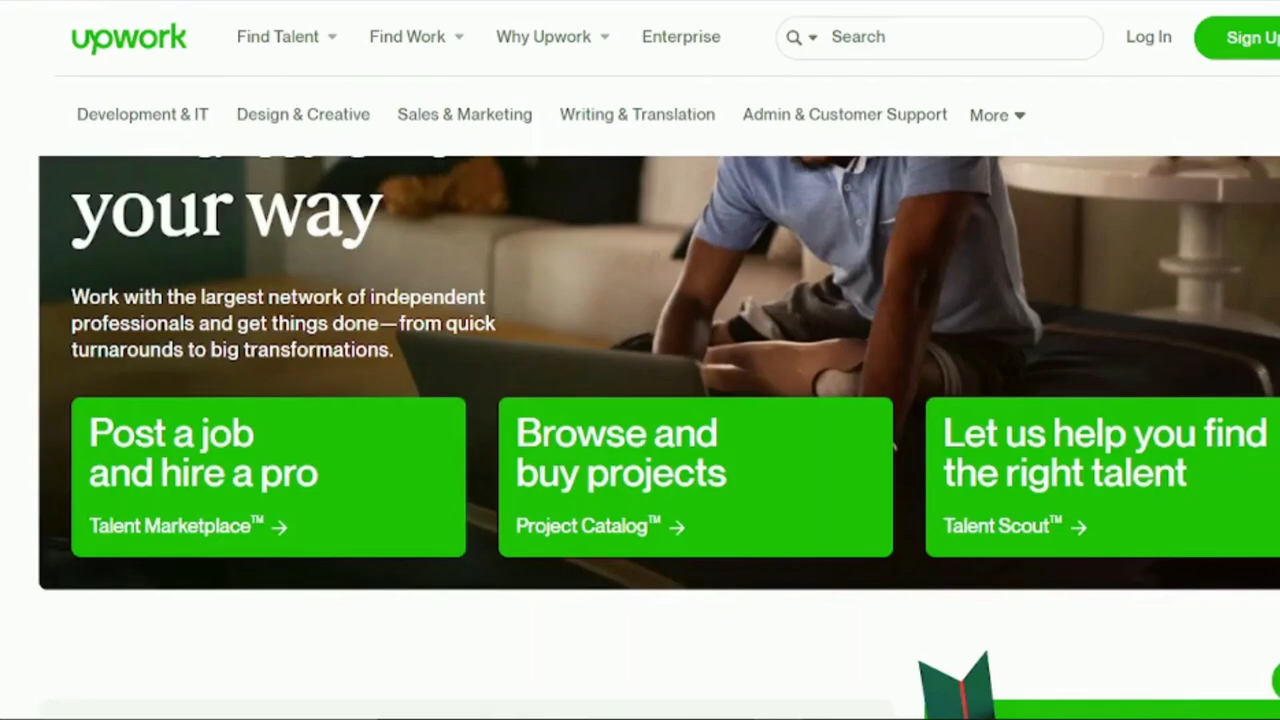 upwork
Find Talent
Find Work
Why Upwork
Enterprise
Search
Log In
Sign
Development & IT
Design & Creative
Sales & Marketing
Writing & Translation
Admin & Customer Support
More
your way
Work with the largest network of independent
professionals and get things done—from quick
turnarounds to big transformations.
Post a job
and hire a pro
Talent Marketplace™ →
Browse and
buy projects
Project Catalog™ →
Let us help you find
the right talent
Talent Scout™ →